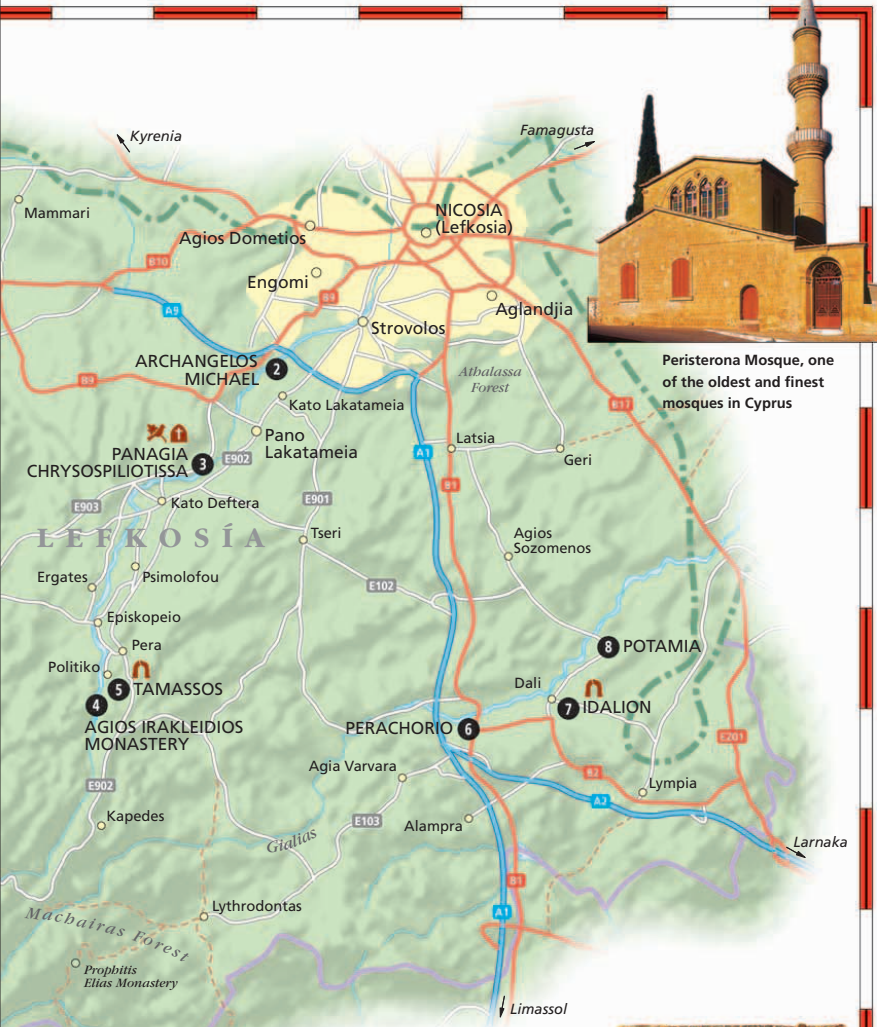 Kyrenia
Famagusta
Mammari
NICOSIA
(Lefkosia)
Agios Dometios
B10
Engomi
B9
A9
Aglandjia
Strovolos
ARCHANGELOS
MICHAEL
2
Athalassa
Forest
Peristerona Mosque, one
of the oldest and finest
mosques in Cyprus
B9
Kato Lakatameia
B17
Pano
Lakatameia
Latsia
A1
Geri
PANAGIA
CHRYSOSPILIOTISSA
3
E902
B1
E903
Kato Deftera
E901
LEFKOSÍA
Tseri
Agios
Sozomenos
Ergates
Psimolofou
E102
Episkopeio
Pera
8
POTAMIA
Politiko
5
TAMASSOS
Dali
4
7
IDALION
AGIOS IRAKLEIDIOS
MONASTERY
PERACHORIO
6
E201
Agia Varvara
B2
E902
Lympia
A2
Kapedes
E103
Alampra
Gialias
Larnaka
B1
Lythrodontas
A1
Machairas Forest
Prophitis
Elias Monastery
Limassol